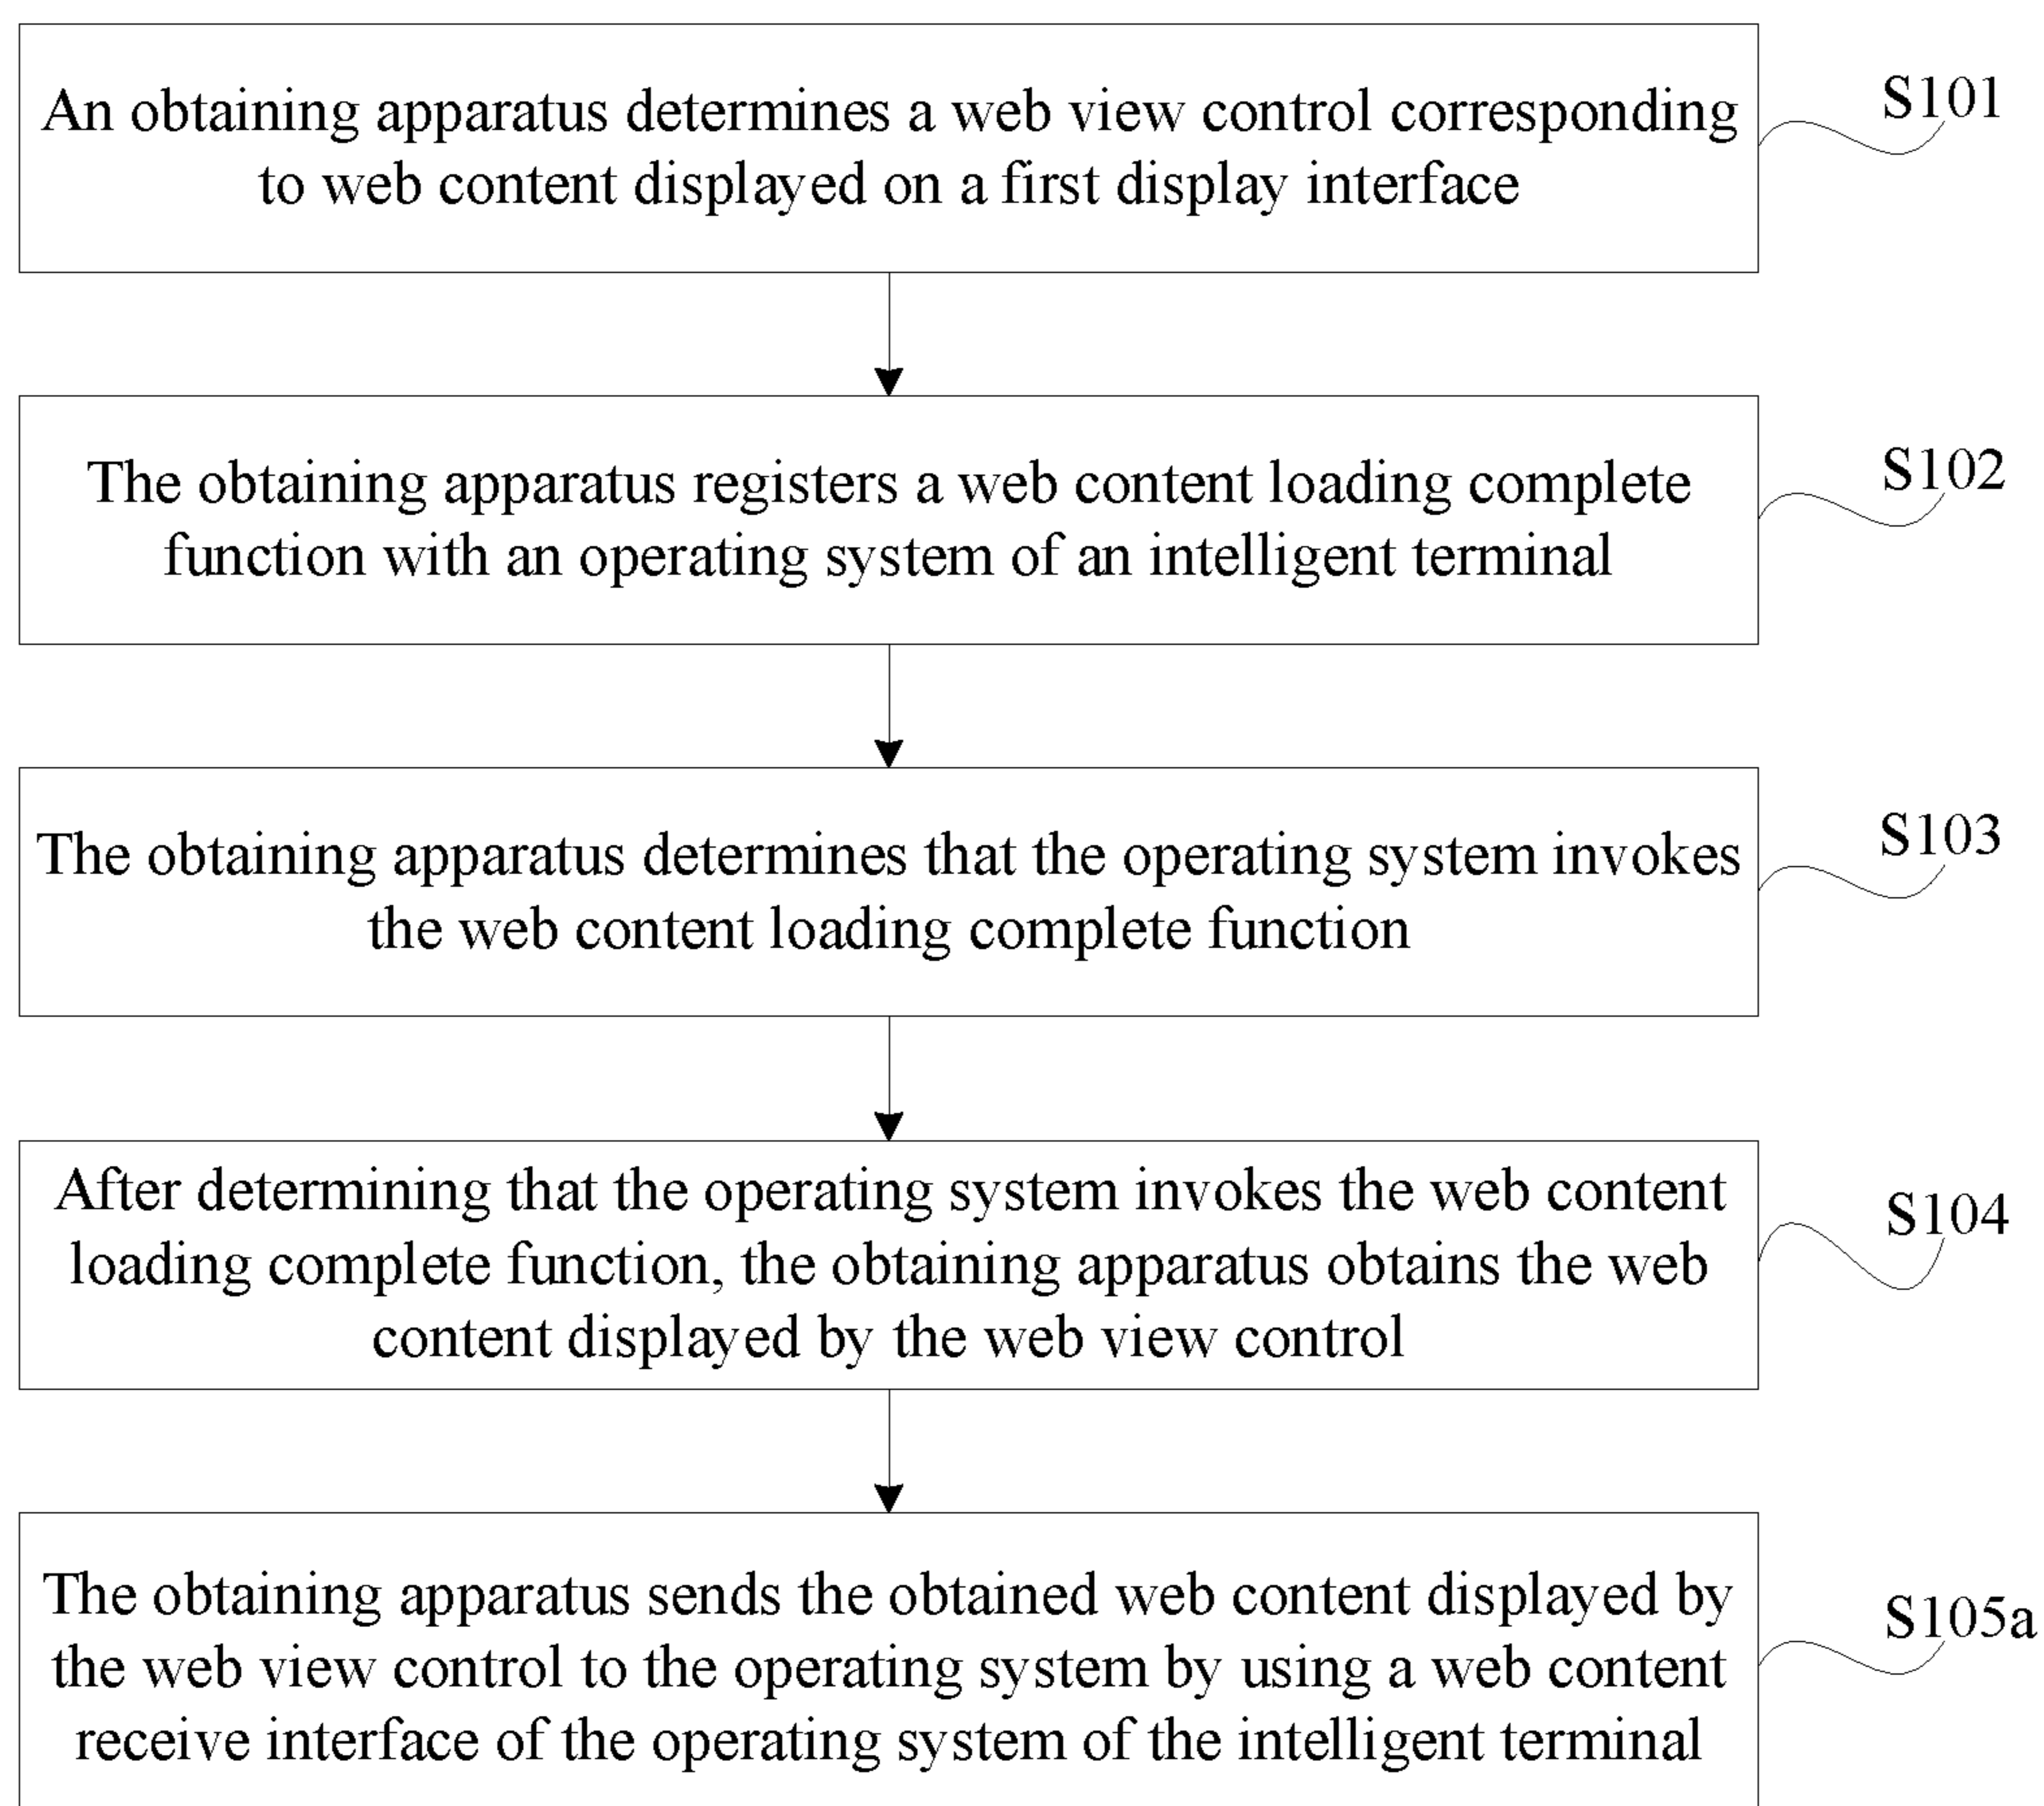 An obtaining apparatus determines a web view control corresponding
to web content displayed on a first display interface
S101
The obtaining apparatus registers a web content loading complete
function with an operating system of an intelligent terminal
S102
The obtaining apparatus determines that the operating system invokes
the web content loading complete function
S103
After determining that the operating system invokes the web content
loading complete function, the obtaining apparatus obtains the web
content displayed by the web view control
S104
The obtaining apparatus sends the obtained web content displayed by
the web view control to the operating system by using a web content
receive interface of the operating system of the intelligent terminal
S105a